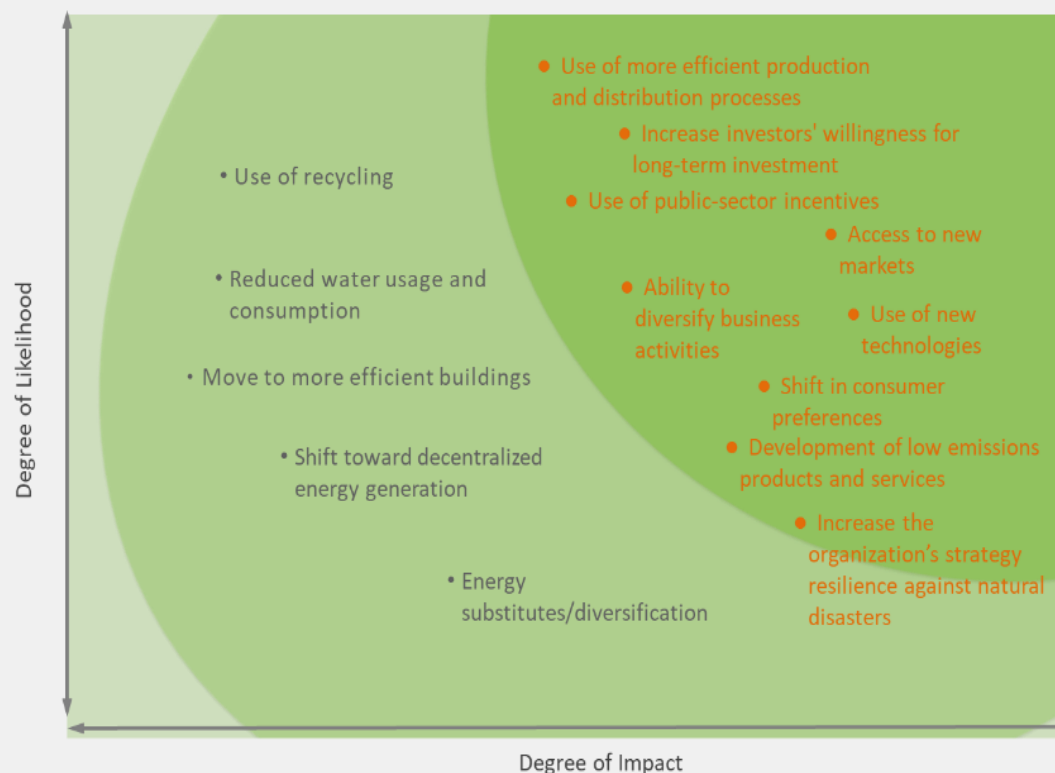 ● Use of more efficient production
and distribution processes
● Increase investors' willingness for
long-term investment
• Use of recycling
● Use of public-sector incentives
● Access to new
markets
• Reduced water usage and
consumption
● Ability to
diversify business
activities
● Use of new
technologies
• Move to more efficient buildings
● Shift in consumer
preferences
• Shift toward decentralized
energy generation
● Development of low emissions
products and services
● Increase the
organization’s strategy
resilience against natural
disasters
• Energy
substitutes/diversification
Degree of Likelihood
Degree of Impact